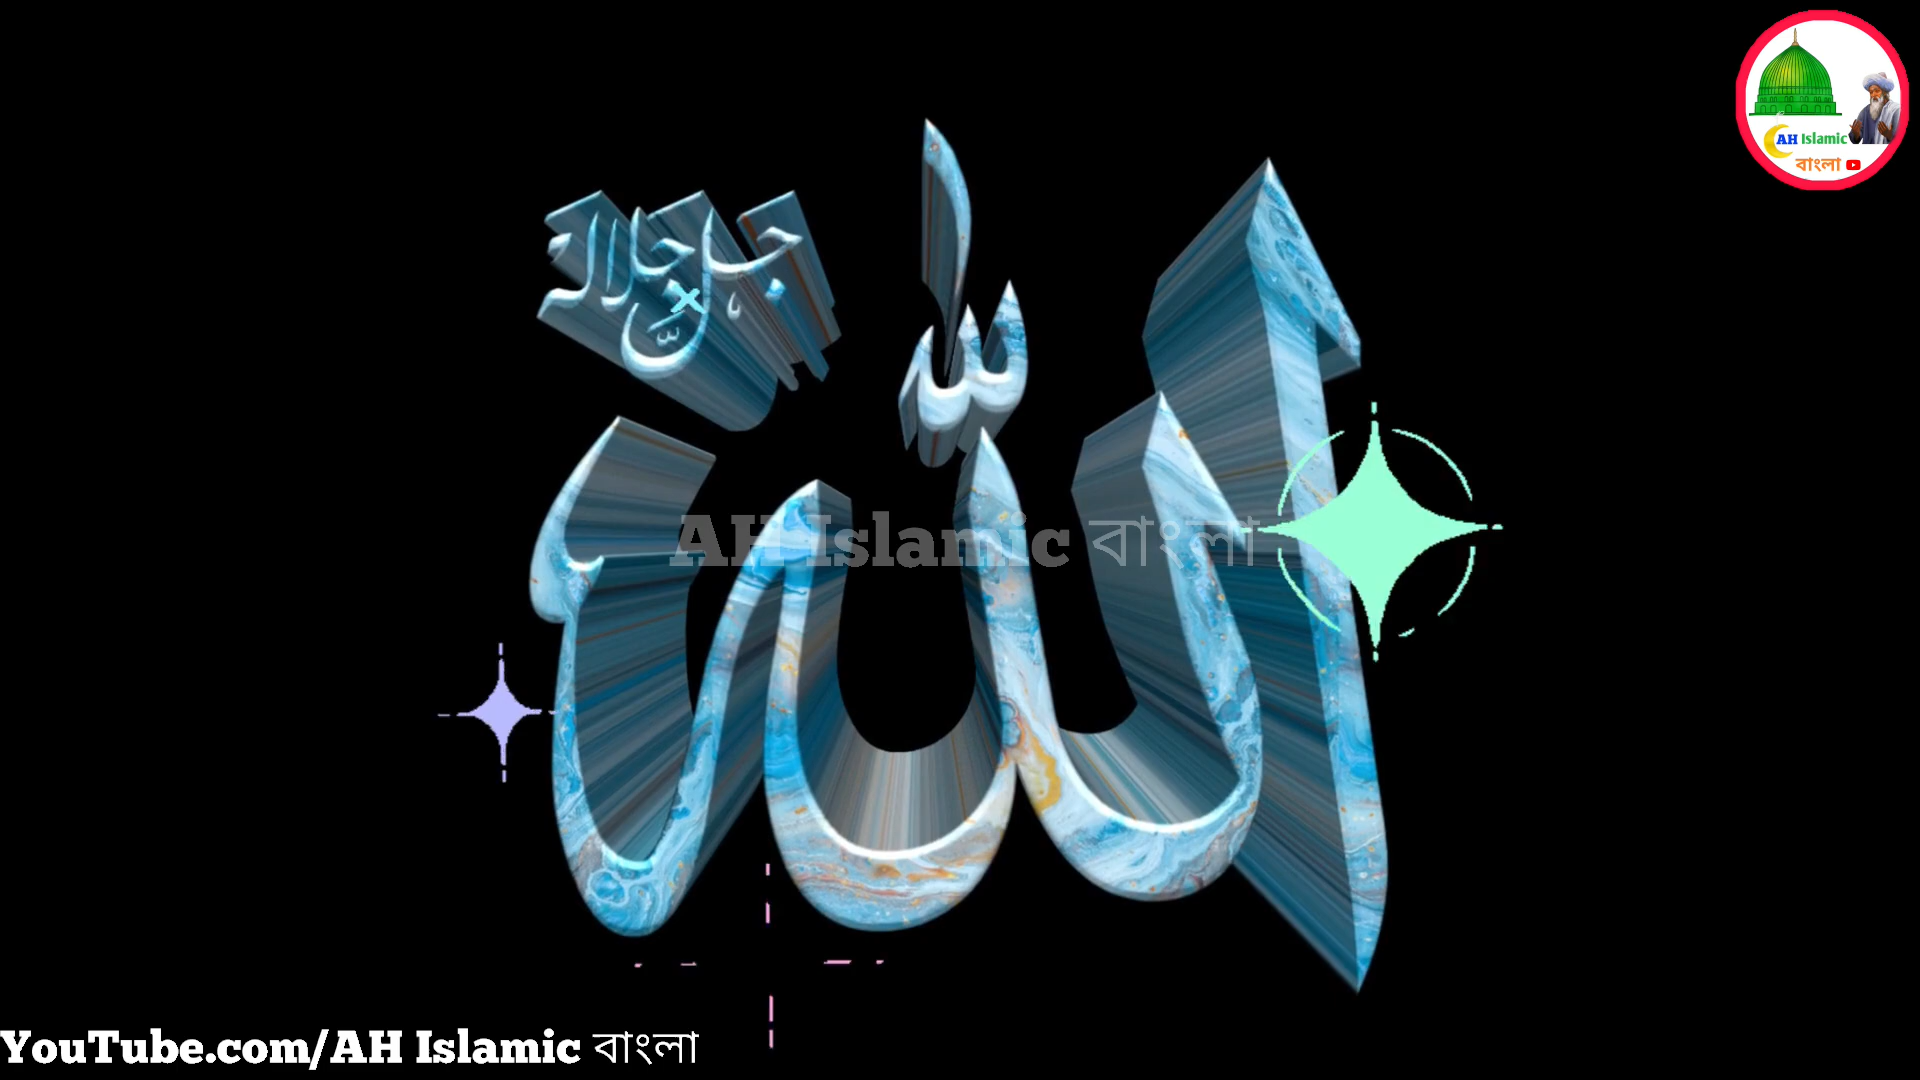 جل جلاله
الله
AH Islamic বাংলা
AH Islamic
বাংলা
YouTube.com/AH Islamic বাংলা